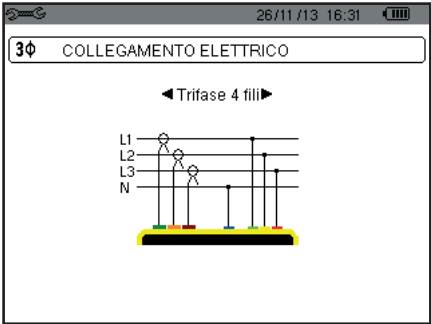 26/11/13 16:31
3Φ COLLEGAMENTO ELETTRICO
◄Trifase 4 fili►
L1
L2
L3
N